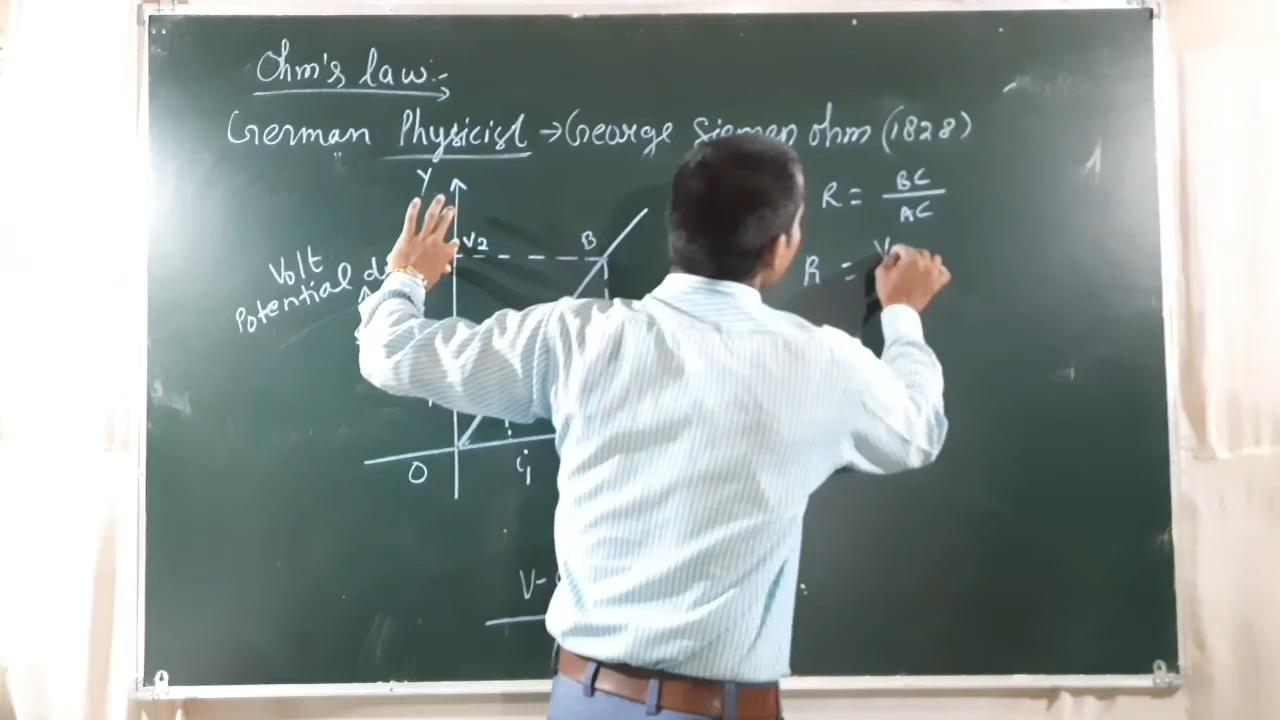 Ohm's law:-
German Physicist → George Siemen ohm (1828)
Y
R = BC / AC
V2 B
Volt
Potential
R = V
O i1
V-